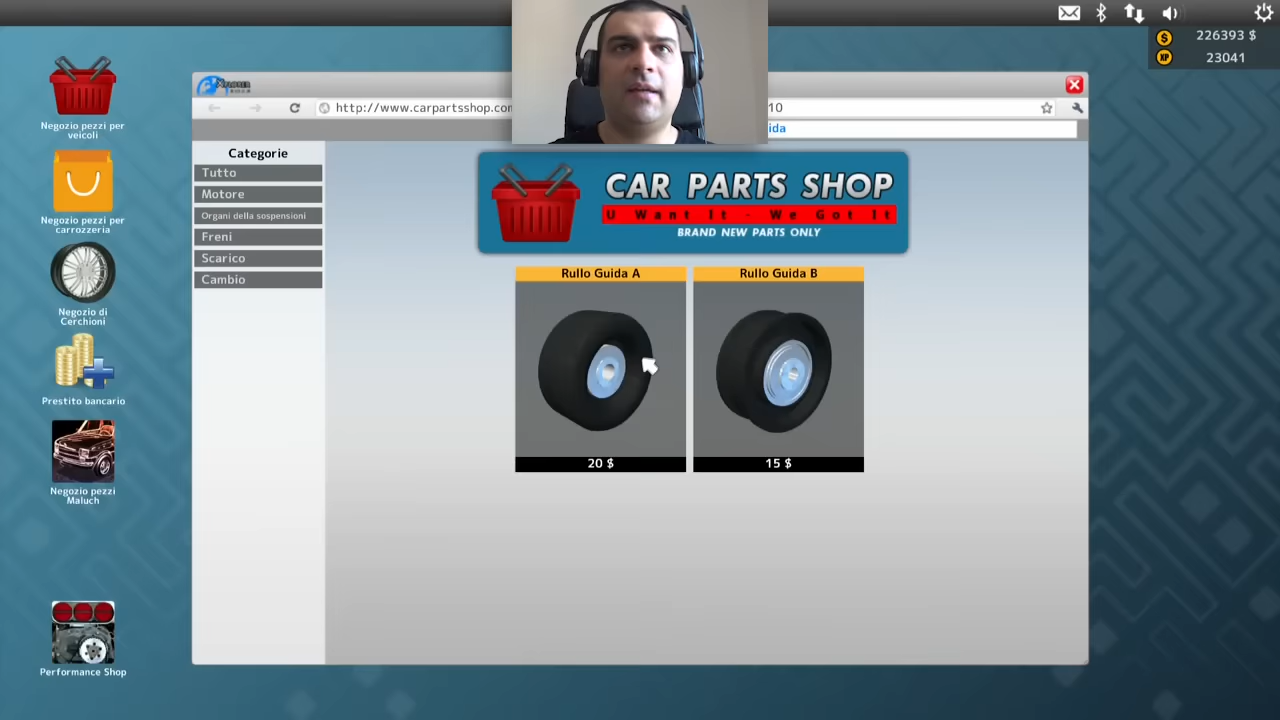 226393 $
XP
23041
Negozio pezzi per
veicoli
Negozio pezzi per
carrozzeria
Negozio di
Cerchioni
Prestito bancario
Negozio pezzi
Maluch
Performance Shop
http://www.carpartsshop.com
10
ida
Categorie
Tutto
Motore
Organi della sospensioni
Freni
Scarico
Cambio
CAR PARTS SHOP
U Want It - We Got It
BRAND NEW PARTS ONLY
Rullo Guida A
20 $
Rullo Guida B
15 $